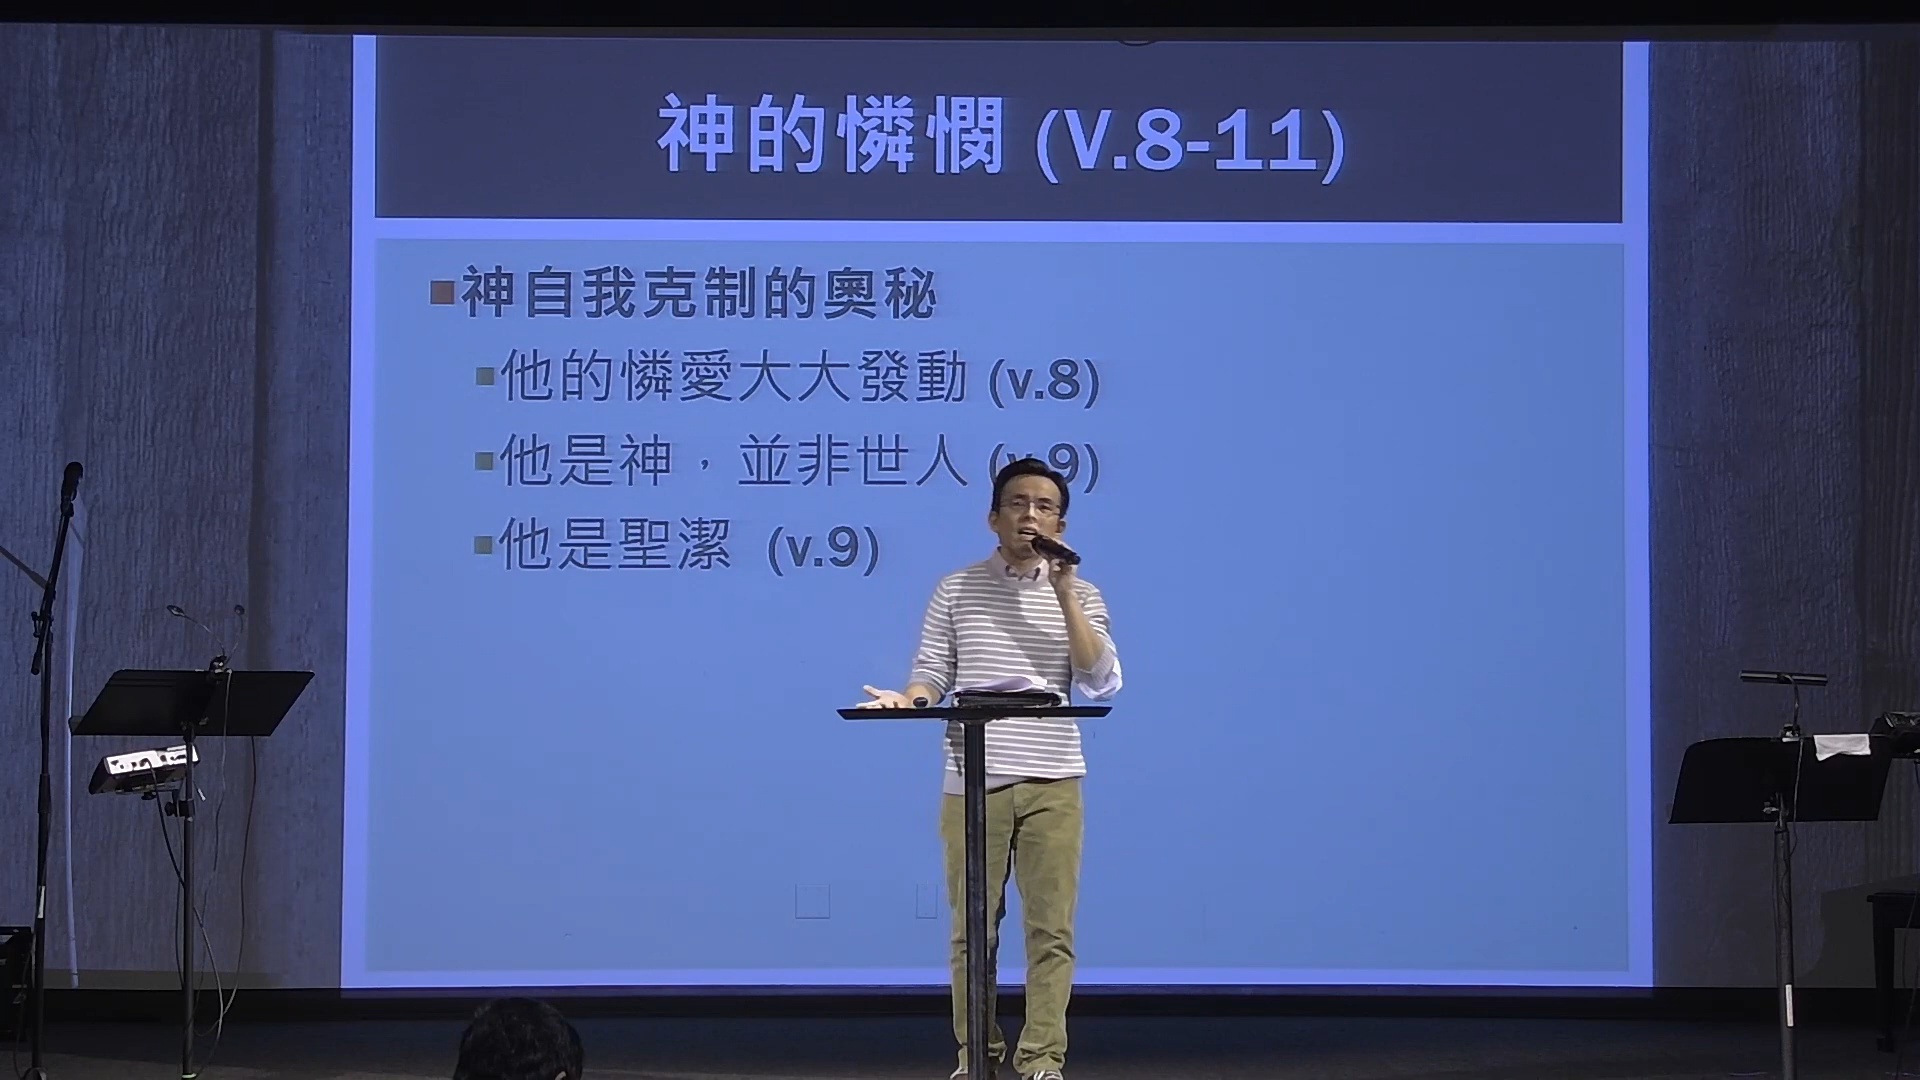 神的憐憫 (V.8-11)
▪神自我克制的奧秘
▪他的憐愛大大發動 (v.8)
▪他是神，並非世人 (v.9)
▪他是聖潔 (v.9)